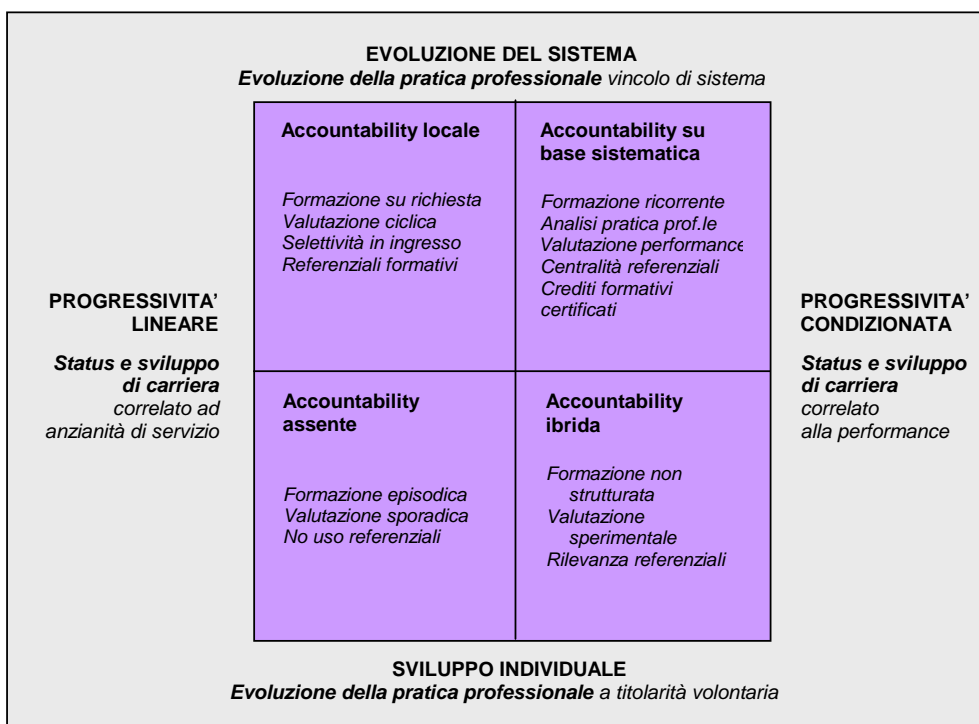 EVOLUZIONE DEL SISTEMA
Evoluzione della pratica professionale vincolo di sistema
Accountability locale
Formazione su richiesta
Valutazione ciclica
Selettività in ingresso
Referenziali formativi
Accountability su
base sistematica
Formazione ricorrente
Analisi pratica prof.le
Valutazione performance
Centralità referenziali
Crediti formativi
certificati
PROGRESSIVITA’
LINEARE
Status e sviluppo
di carriera
correlato ad
anzianità di servizio
PROGRESSIVITA’
CONDIZIONATA
Status e sviluppo
di carriera
correlato
alla performance
Accountability
assente
Formazione episodica
Valutazione sporadica
No uso referenziali
Accountability
ibrida
Formazione non
strutturata
Valutazione
sperimentale
Rilevanza referenziali
SVILUPPO INDIVIDUALE
Evoluzione della pratica professionale a titolarità volontaria